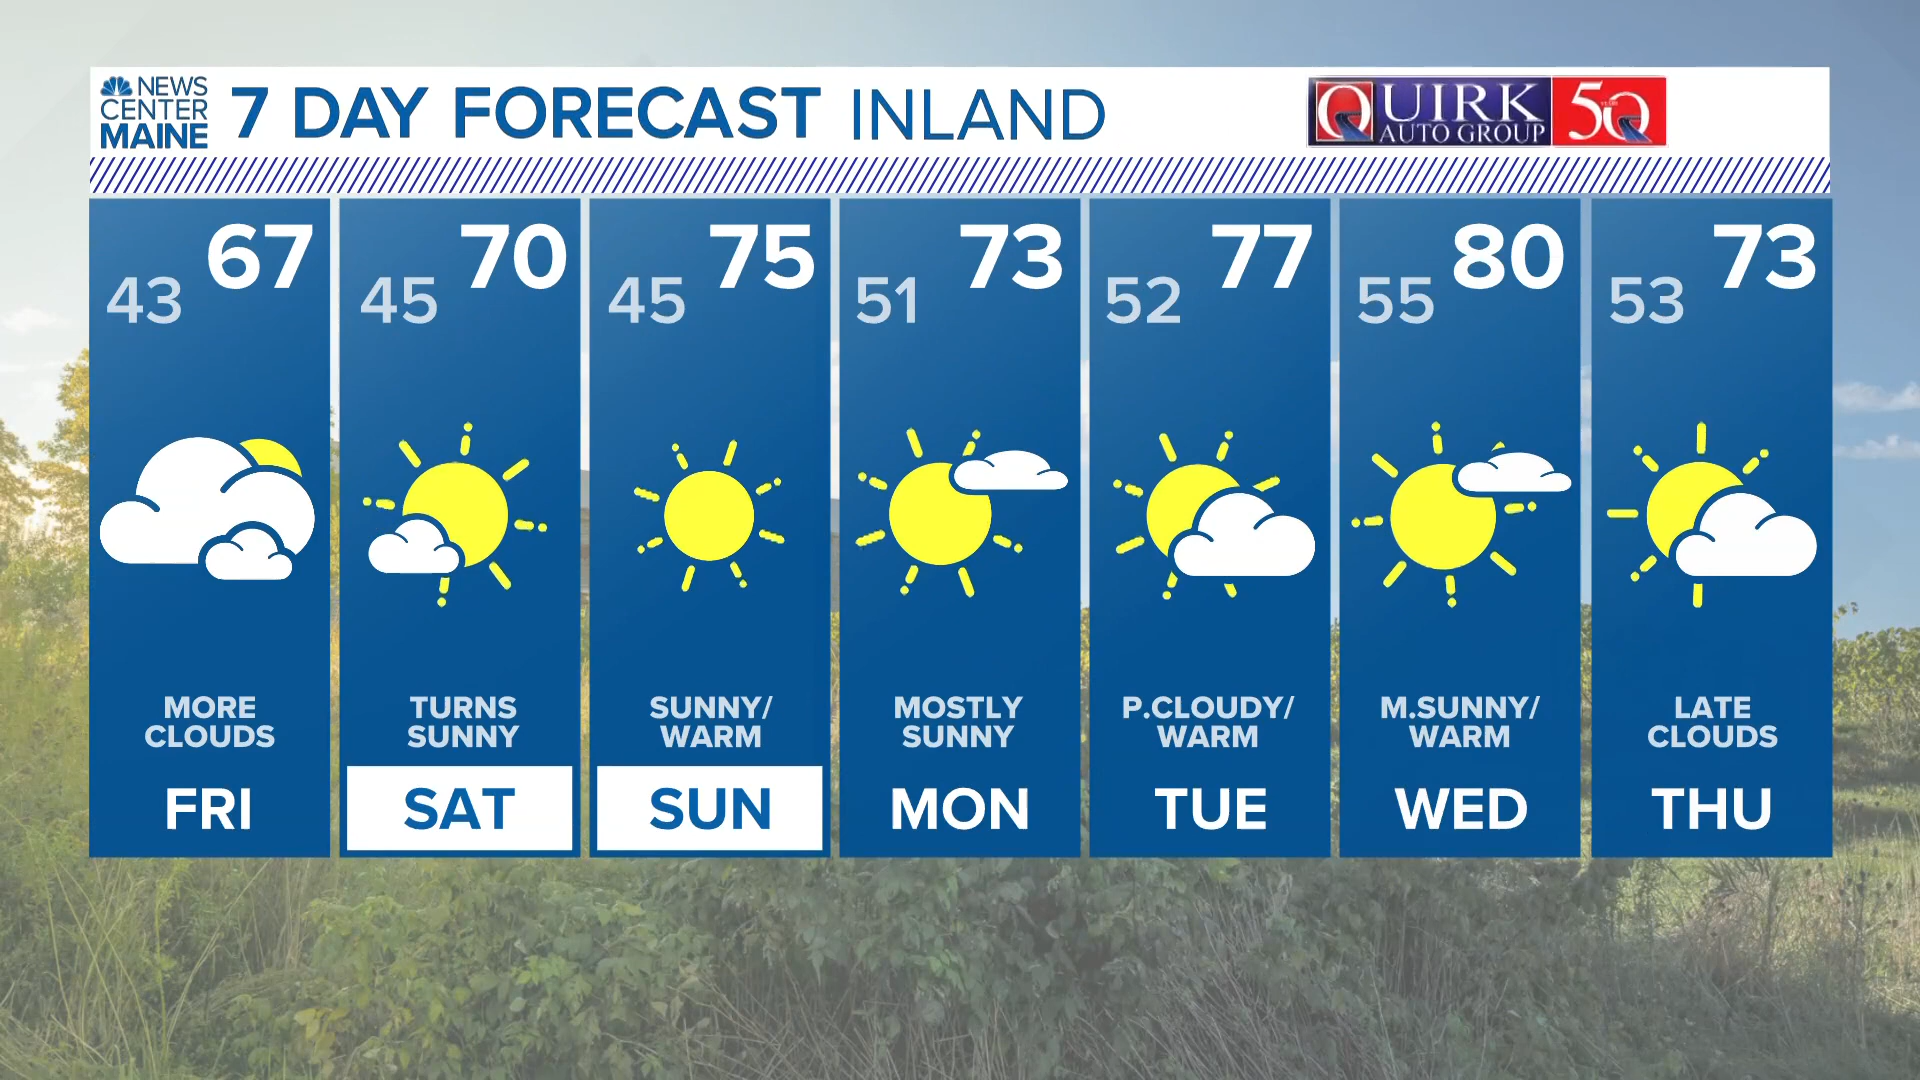 NEWS
CENTER
MAINE
7 DAY FORECAST INLAND
QUIRK
AUTO GROUP
50
43 67
45 70
45 75
51 73
52 77
55 80
53 73
MORE
CLOUDS
TURNS
SUNNY
SUNNY/
WARM
MOSTLY
SUNNY
P.CLOUDY/
WARM
M.SUNNY/
WARM
LATE
CLOUDS
FRI
SAT
SUN
MON
TUE
WED
THU